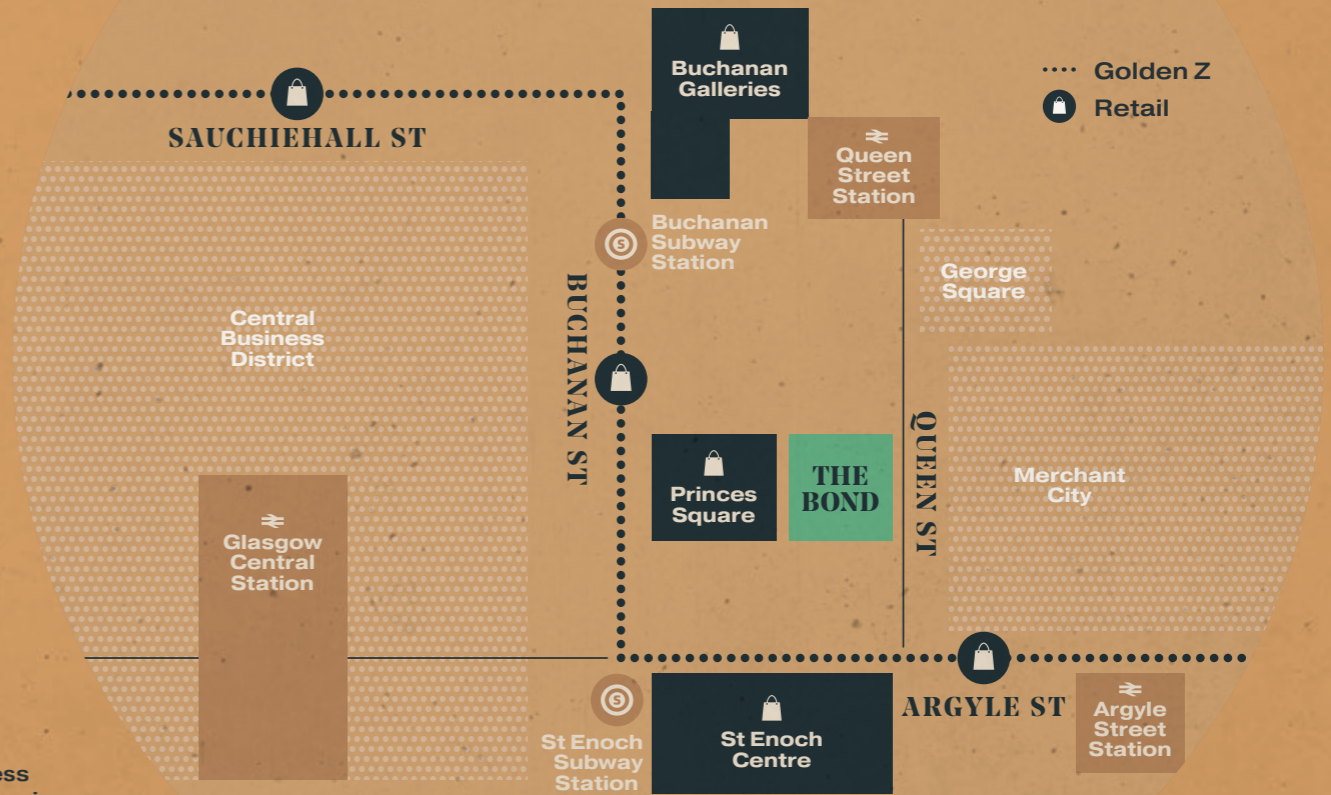 Buchanan
Galleries
Golden Z
Retail
SAUCHIEHALL ST
Queen
Street
Station
Buchanan
Subway
Station
S
George
Square
BUCHANAN ST
Central
Business
District
QUEEN ST
Princes
Square
THE
BOND
Merchant
City
Glasgow
Central
Station
ARGYLE ST
S
St Enoch
Subway
Station
St Enoch
Centre
Argyle
Street
Station
ess